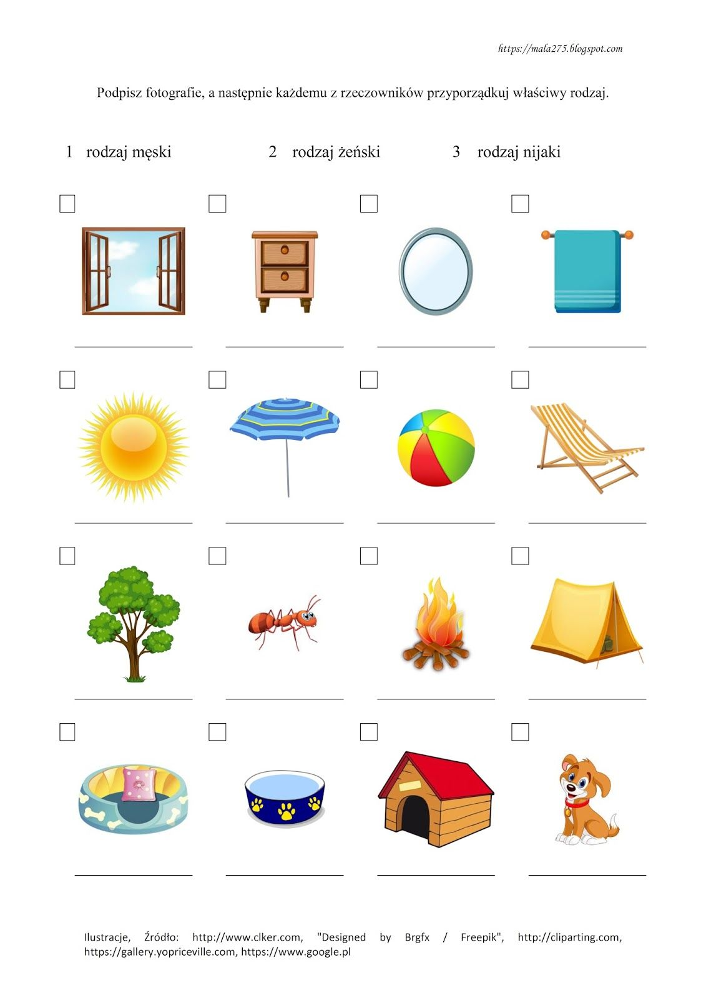 https://mala275.blogspot.com
Podpisz fotografie, a następnie każdemu z rzeczowników przyporządkuj właściwy rodzaj.
1 rodzaj męski 2 rodzaj żeński 3 rodzaj nijaki
Ilustracje, Źródło: http://www.clker.com, "Designed by Brgfx / Freepik", http://cliparting.com,
https://gallery.yopriceville.com, https://www.google.pl